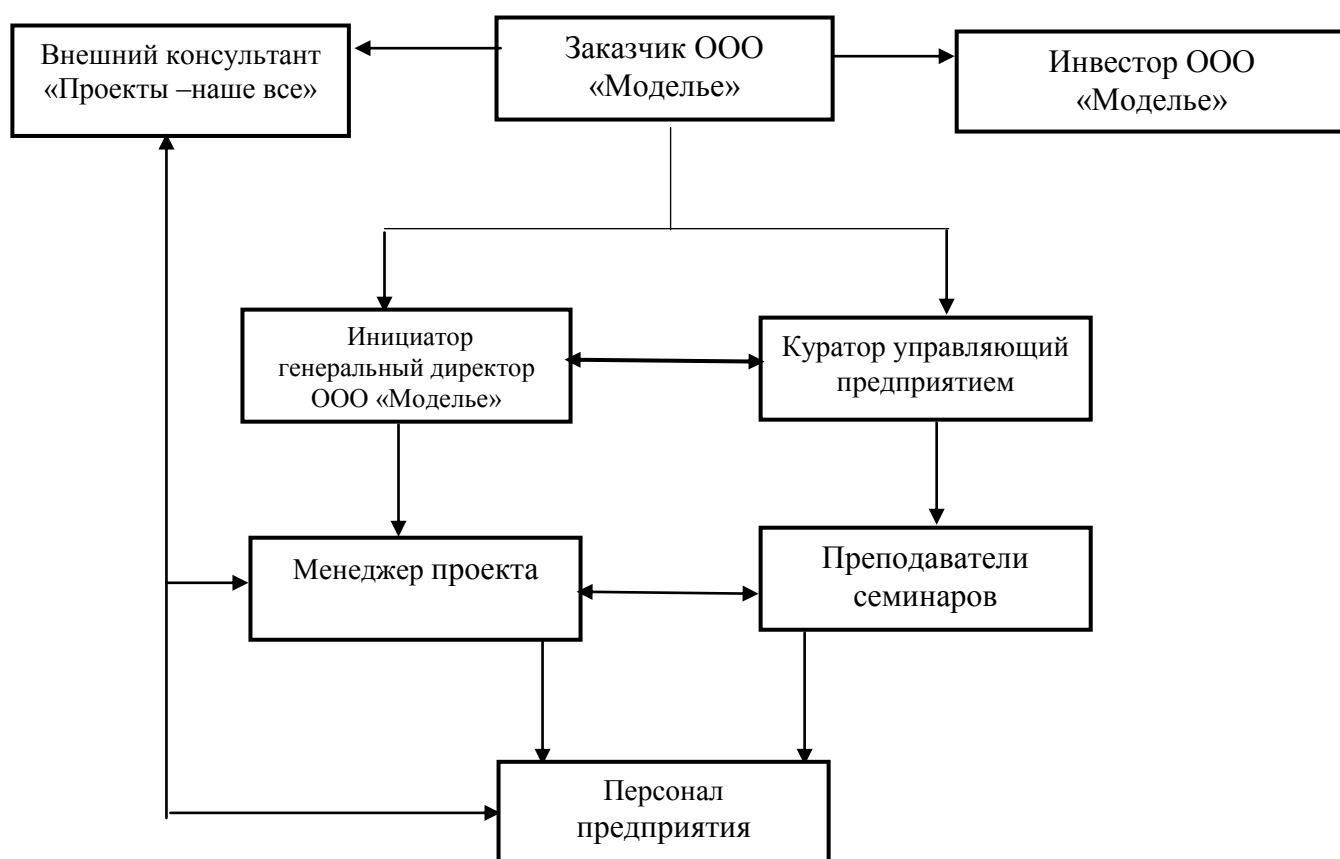 Внешний консультант
«Проекты –наше все»
Заказчик ООО
«Моделье»
Инвестор ООО
«Моделье»
Инициатор
генеральный директор
ООО «Моделье»
Куратор управляющий
предприятием
Менеджер проекта
Преподаватели
семинаров
Персонал
предприятия